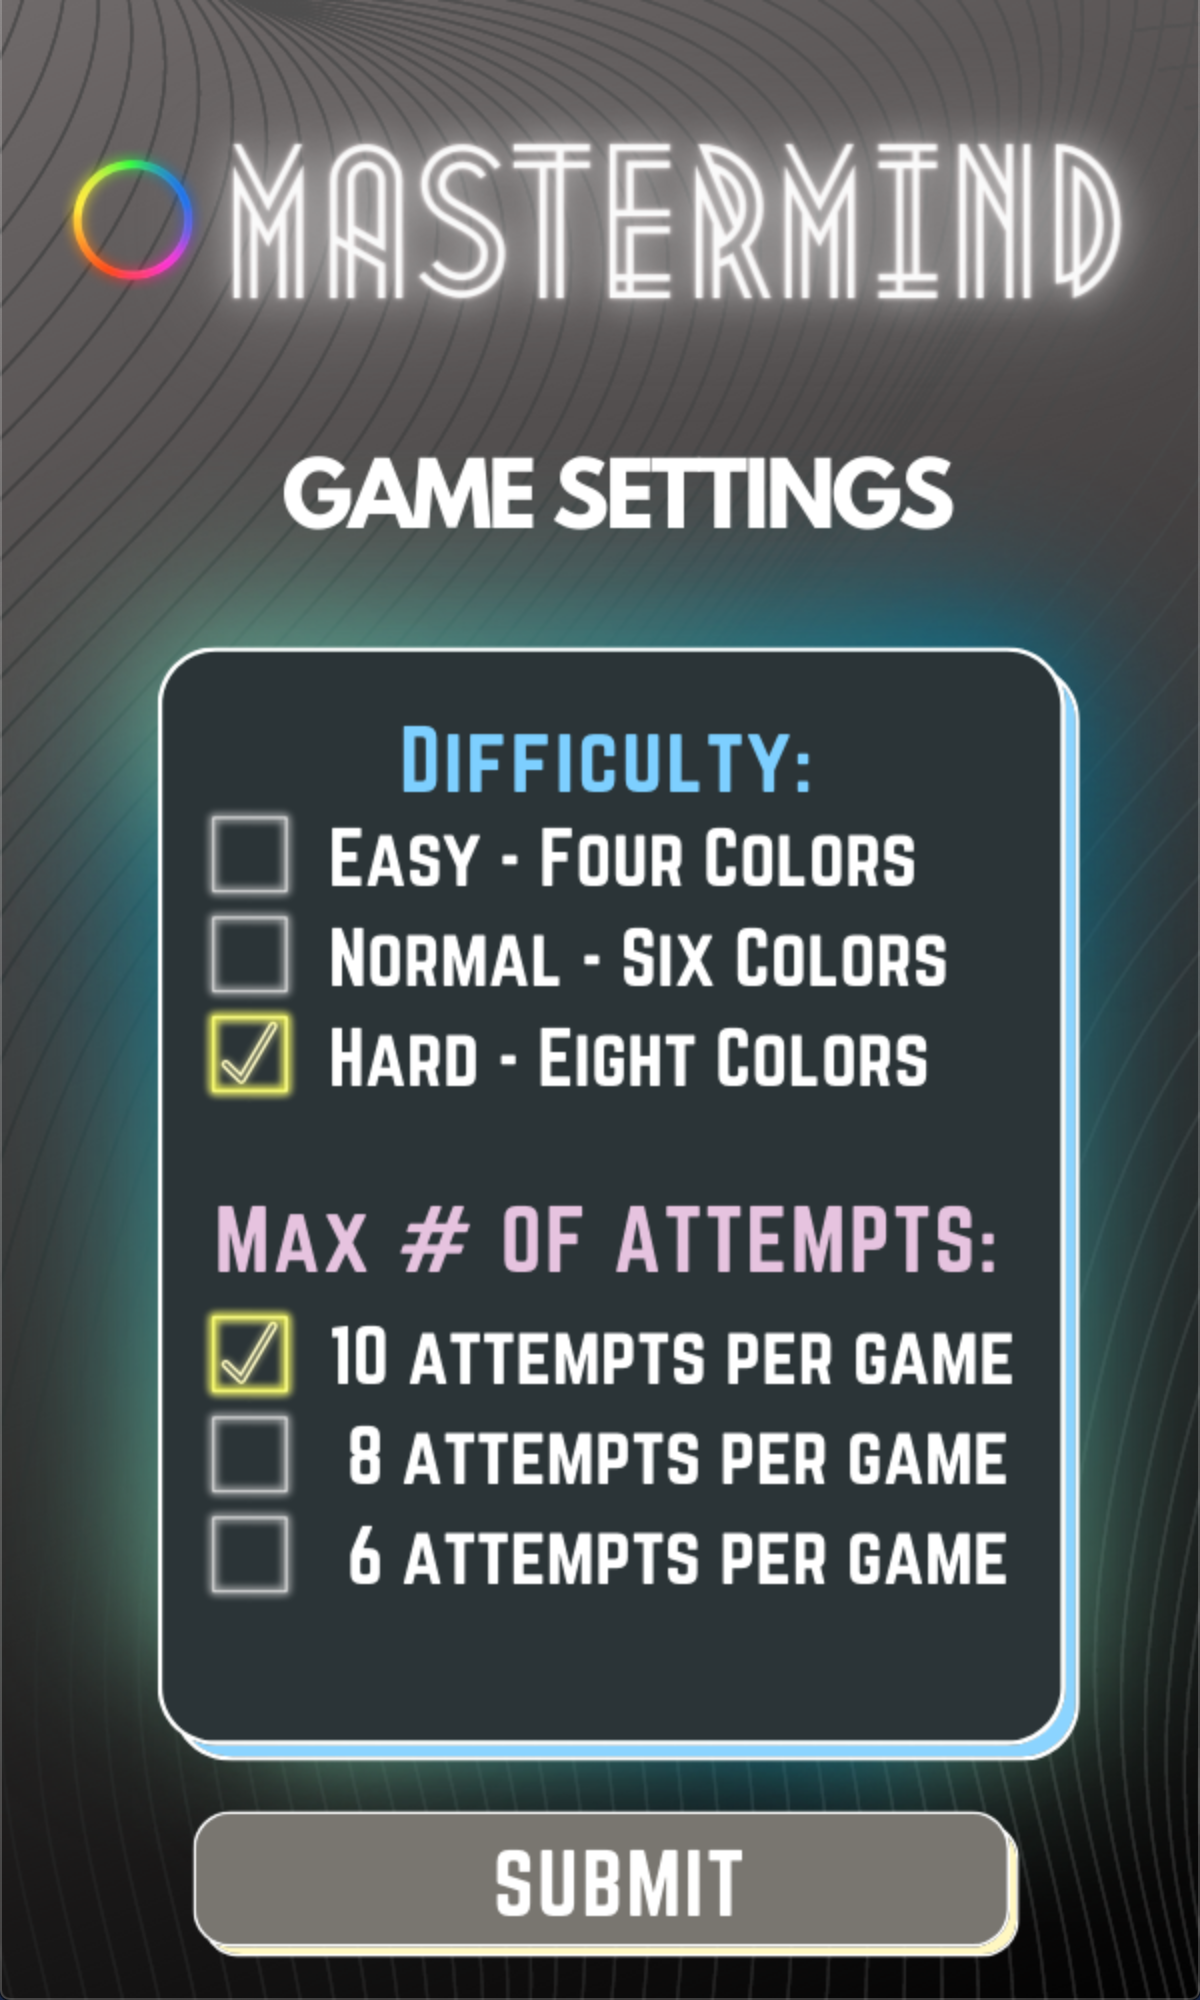 MASTERMIND
GAME SETTINGS
DIFFICULTY:
EASY - FOUR COLORS
NORMAL - SIX COLORS
HARD - EIGHT COLORS
MAX # OF ATTEMPTS:
10 ATTEMPTS PER GAME
8 ATTEMPTS PER GAME
6 ATTEMPTS PER GAME
SUBMIT